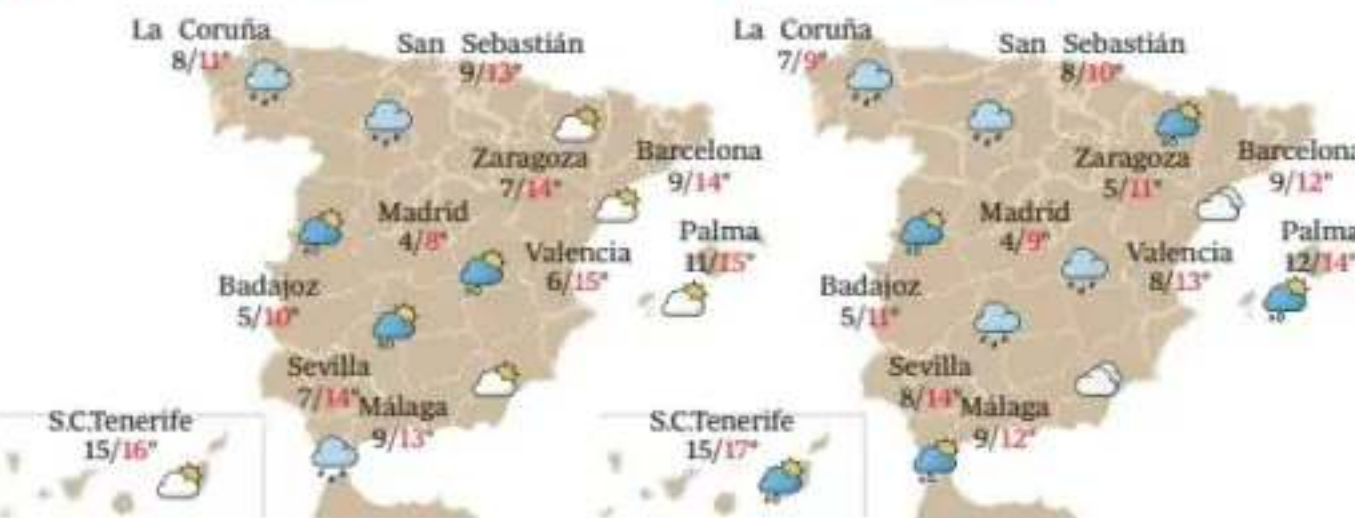 La Coruña
8/11°
San Sebastián
9/13°
Zaragoza
7/14°
Barcelona
9/14°
Madrid
4/8°
Valencia
6/15°
Palma
11/15°
Badajoz
5/10°
Sevilla
7/14°
Málaga
9/13°
S.C.Tenerife
15/16°
La Coruña
7/9°
San Sebastián
8/10°
Zaragoza
5/11°
Barcelona
9/12°
Madrid
4/9°
Valencia
8/13°
Palma
12/14°
Badajoz
5/11°
Sevilla
8/14°
Málaga
9/12°
S.C.Tenerife
15/17°